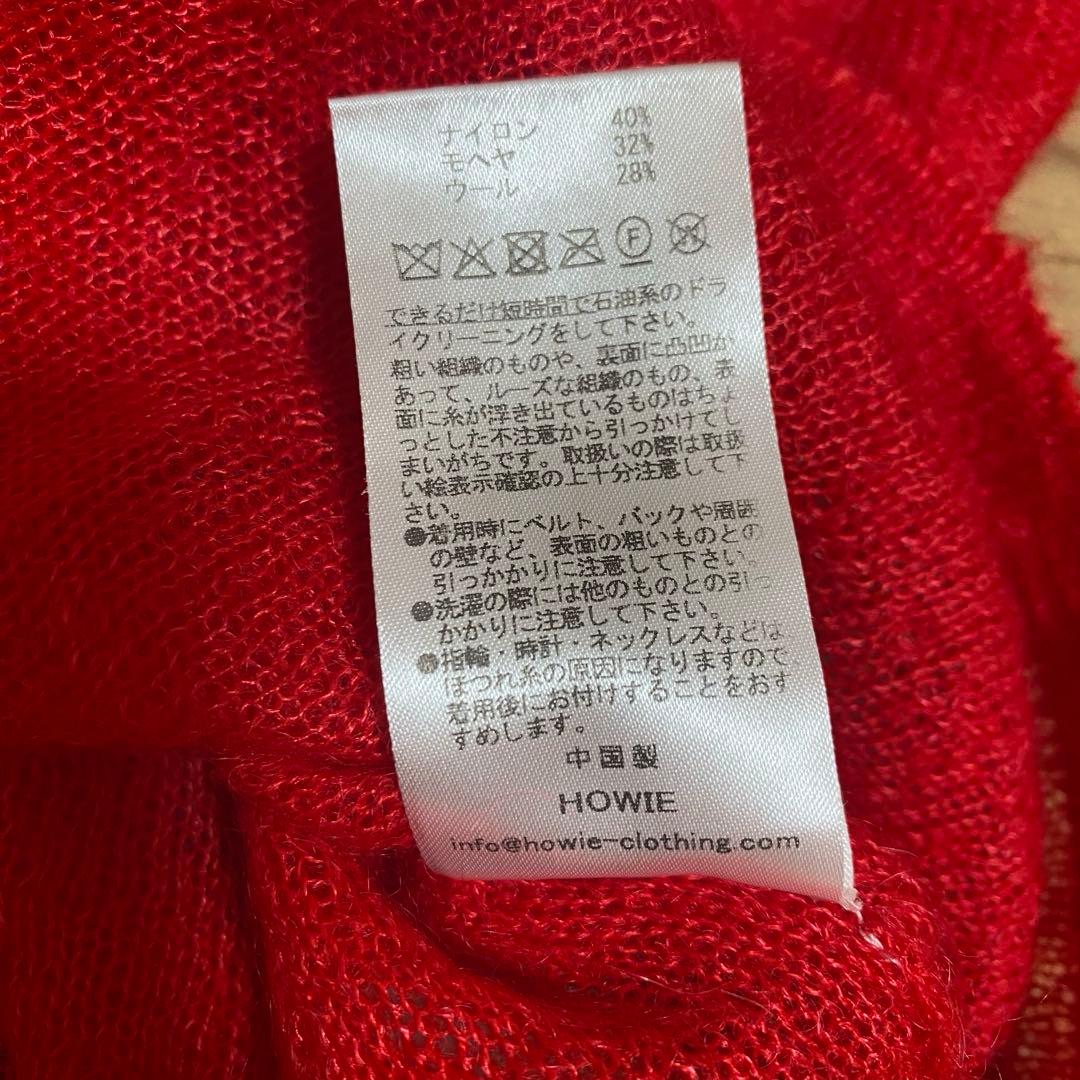 ナイロン 40%
モヘヤ 32%
ウール 28%
F
できるだけ短時間で石油系のドラ
イクリーニングをして下さい。
粗い組織のものや、表面に凸凹が
あって、ルーズな組織のもの、表
面に糸が浮き出ているものはちょ
っとした不注意から引っかけてし
まいがちです。取扱いの際は取扱
い絵表示確認の上十分注意して下
さい。
●着用時にベルト、バックや周囲
の壁など、表面の粗いものとの
引っかかりに注意して下さい。
●洗濯の際には他のものとの引っ
かかりに注意して下さい。
●指輪・時計・ネックレスなどは
ほつれ糸の原因になりますので
着用後にお付けすることをおす
すめします。
中国製
HOWIE
info@howie-clothing.com